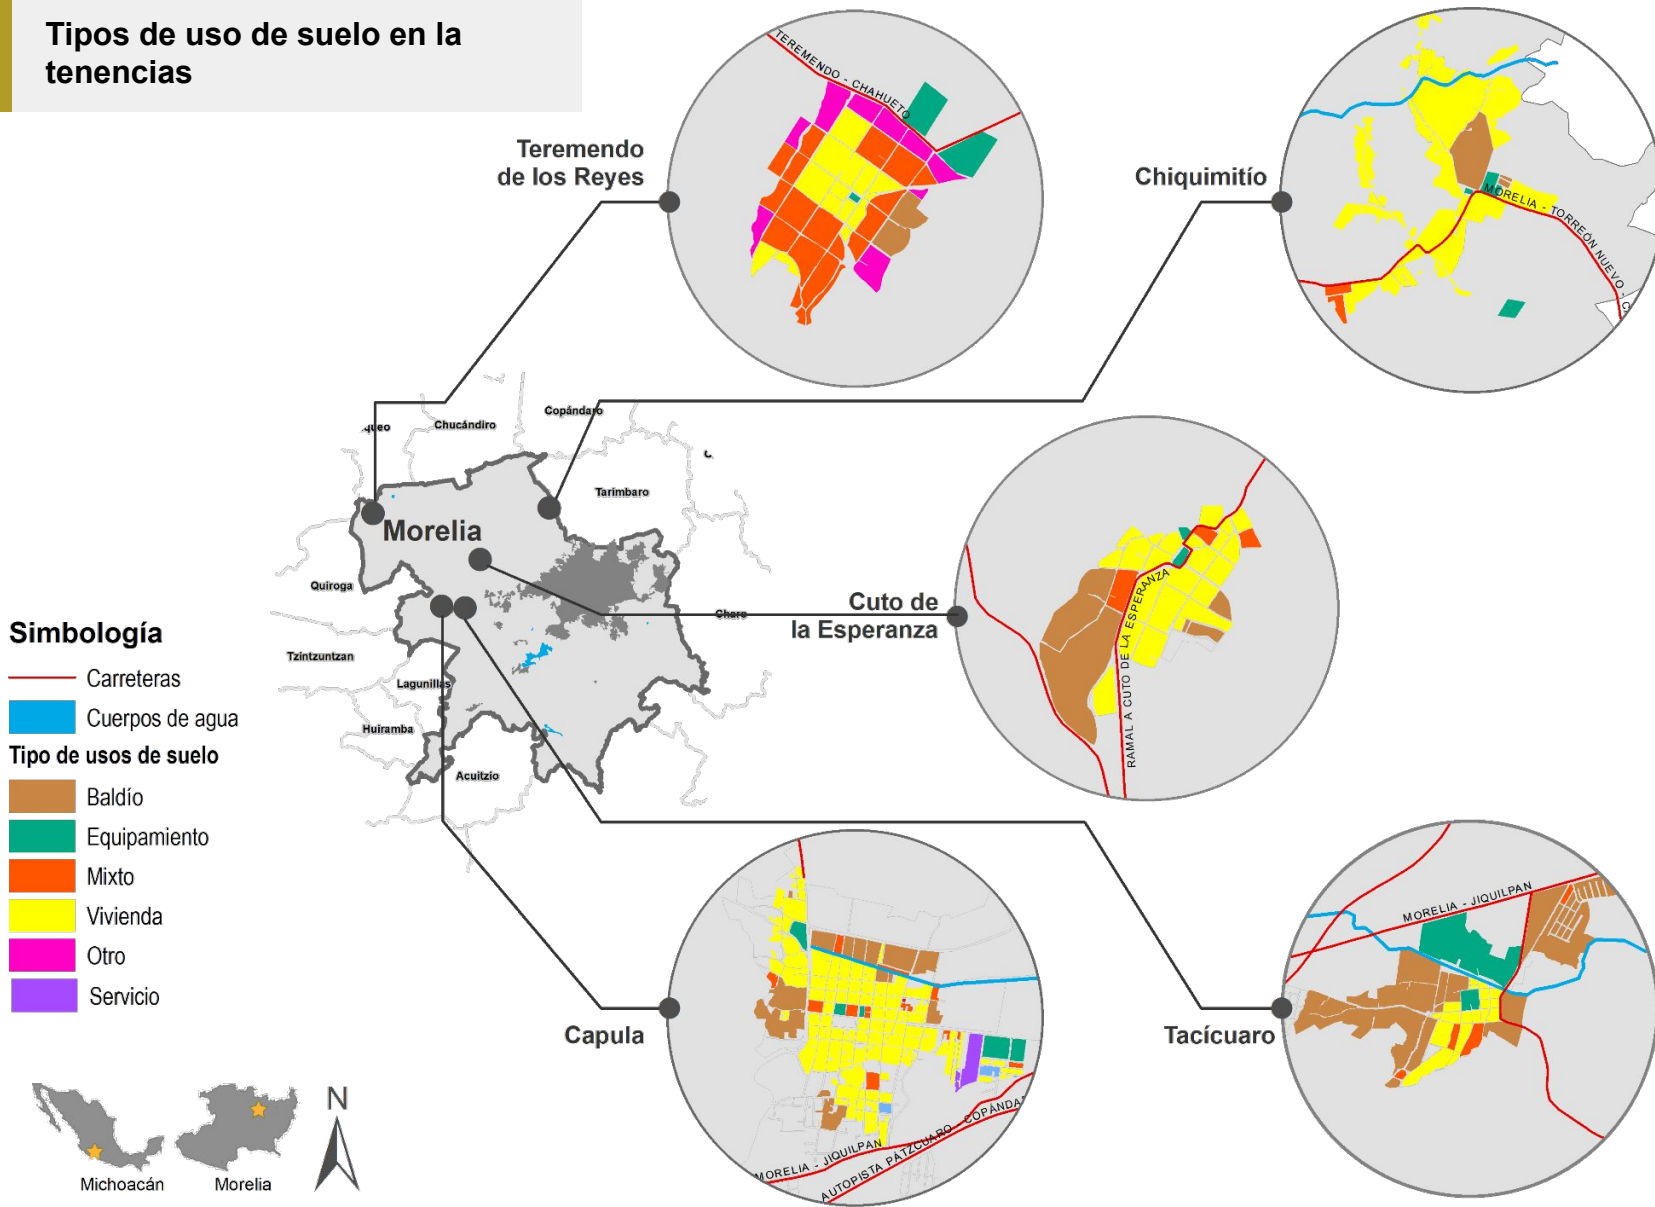 Tipos de uso de suelo en la
tenencias
TEREMENDO - CHAHUETO
Teremendo
de los Reyes
Chiquimitío
MORELIA - TORREÓN NUEVO - C
Copándaro
Chucándiro
Tarímbaro
Morelia
Quiroga
Charo
Tzintzuntzan
Lagunillas
Huiramba
Acuitzio
Cuto de
la Esperanza
RAMAL A CUTO DE LA ESPERANZA
Simbología
Carreteras
Cuerpos de agua
Tipo de usos de suelo
Baldío
Equipamiento
Mixto
Vivienda
Otro
Servicio
Capula
MORELIA - JIQUILPAN
AUTOPISTA PÁTZCUARO - COPÁNDA
Tacícuaro
MORELIA - JIQUILPAN
Michoacán
Morelia
N